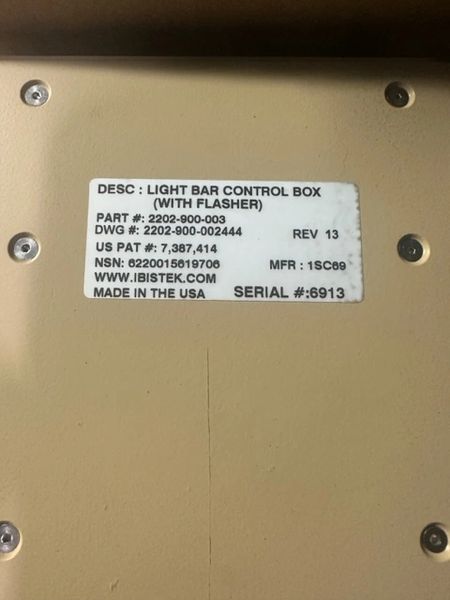 DESC : LIGHT BAR CONTROL BOX
(WITH FLASHER)
PART #: 2202-900-003
DWG #: 2202-900-002444 REV 13
US PAT #: 7,387,414
NSN: 6220015619706 MFR : 1SC69
WWW.IBISTEK.COM
MADE IN THE USA SERIAL #:6913